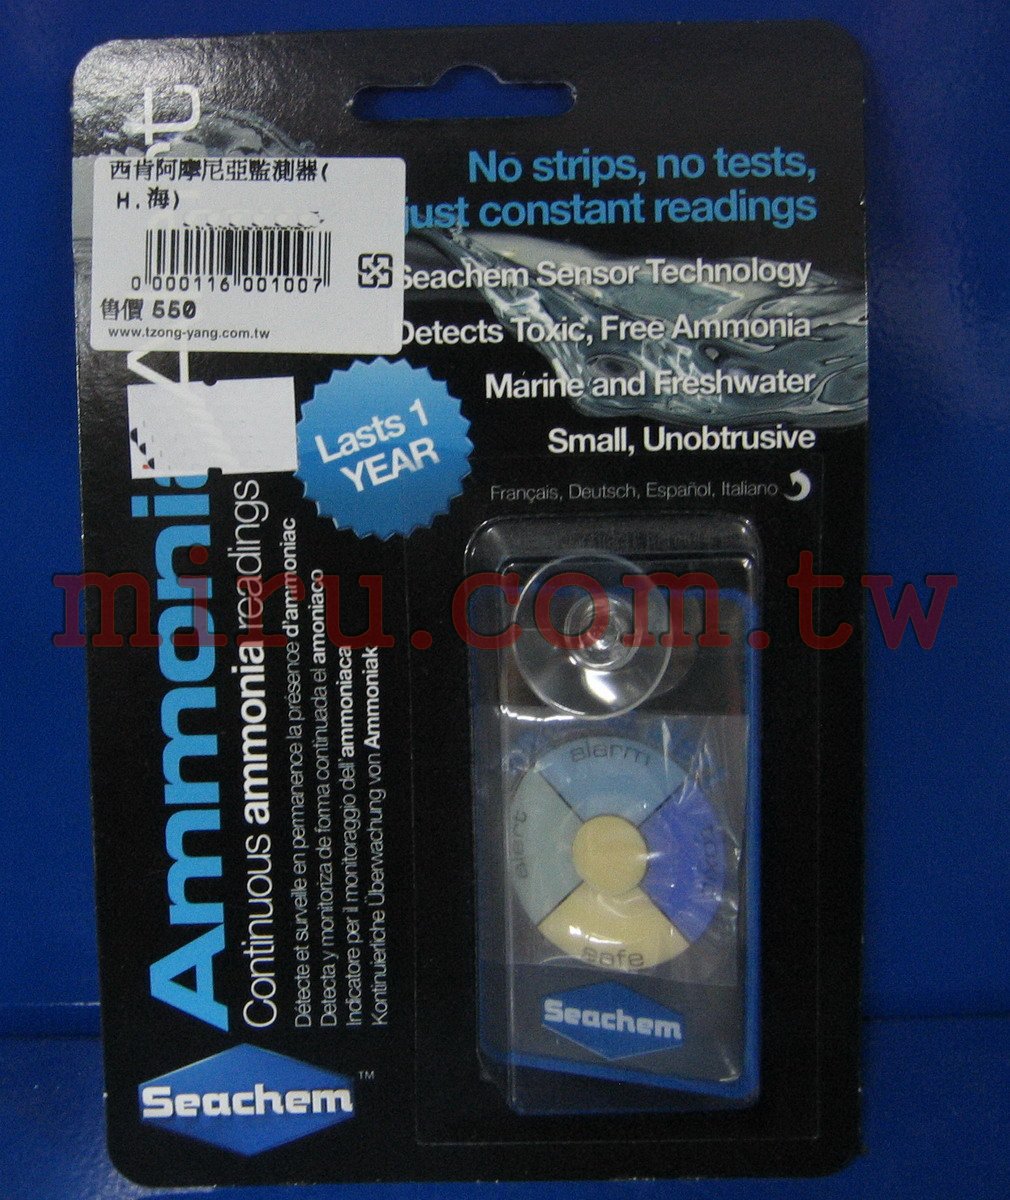 西肯阿摩尼亞監測器(
H.海)
0 000116 001007
售價 550
www.tzong-yang.com.tw
No strips, no tests,
just constant readings
Seachem Sensor Technology
Detects Toxic, Free Ammonia
Marine and Freshwater
Small, Unobtrusive
Français, Deutsch, Español, Italiano
Lasts 1
YEAR
Ammonia
Continuous ammonia readings
Détecte et surveille en permanence la présence d'ammoniac
Detecta y monitoriza de forma continuada el amoniaco
Indicatore per il monitoraggio dell'ammoniaca
Kontinuierliche Überwachung von Ammoniak
miru.com.tw
alarm
alert
toxic
safe
Seachem
Seachem™